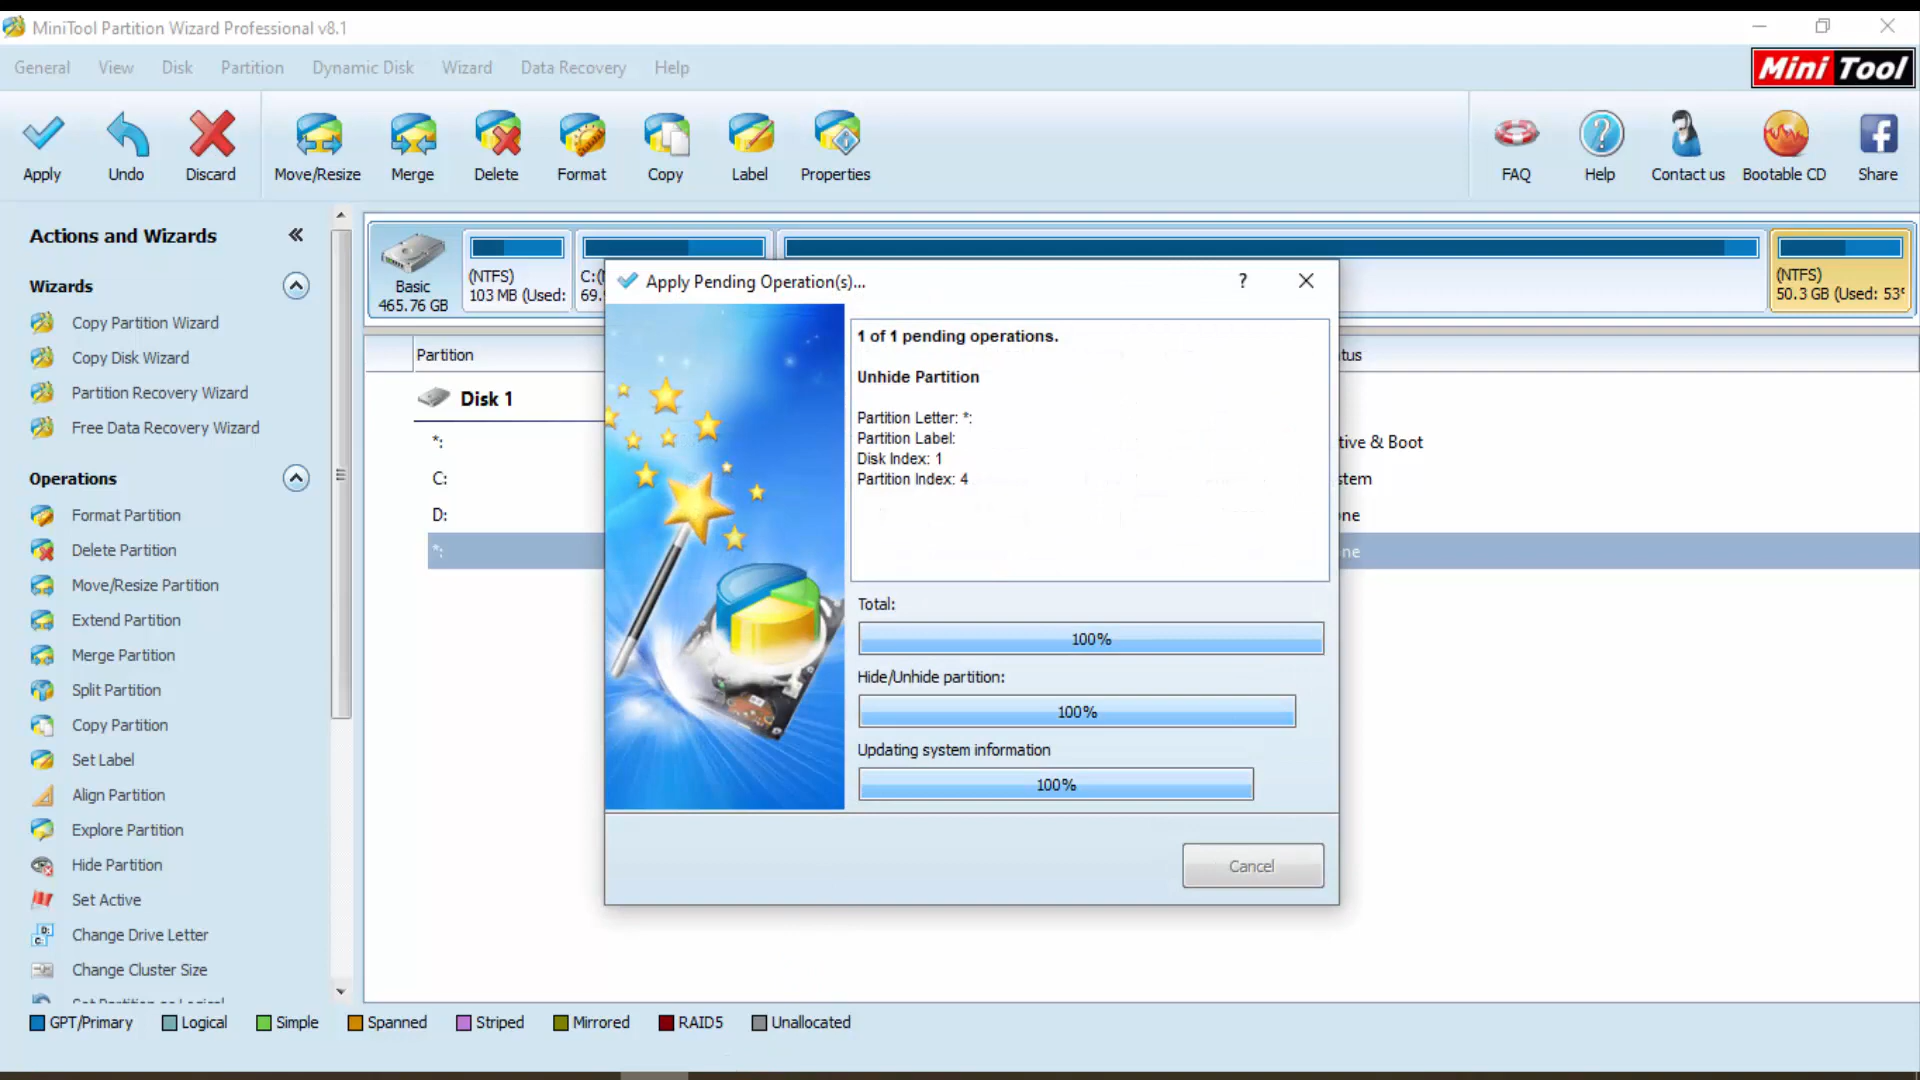 MiniTool Partition Wizard Professional v8.1
General View Disk Partition Dynamic Disk Wizard Data Recovery Help
Mini Tool
Apply Undo Discard Move/Resize Merge Delete Format Copy Label Properties FAQ Help Contact us Bootable CD Share
Actions and Wizards
Wizards
Copy Partition Wizard
Copy Disk Wizard
Partition Recovery Wizard
Free Data Recovery Wizard
Operations
Format Partition
Delete Partition
Move/Resize Partition
Extend Partition
Merge Partition
Split Partition
Copy Partition
Set Label
Align Partition
Explore Partition
Hide Partition
Set Active
Change Drive Letter
Change Cluster Size
Basic
465.76 GB
(NTFS)
103 MB (Used:
C:(
69.
(NTFS)
50.3 GB (Used: 53
Partition
tus
Disk 1
*:
tive & Boot
C:
stem
D:
ne
*:
ne
Apply Pending Operation(s)...
?
1 of 1 pending operations.
Unhide Partition
Partition Letter: *:
Partition Label:
Disk Index: 1
Partition Index: 4
Total:
100%
Hide/Unhide partition:
100%
Updating system information
100%
Cancel
GPT/Primary Logical Simple Spanned Striped Mirrored RAID5 Unallocated